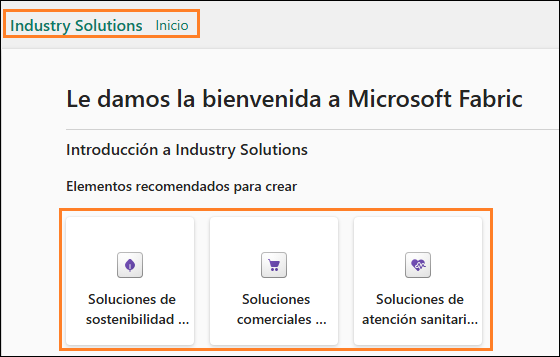 Industry Solutions Inicio
Le damos la bienvenida a Microsoft Fabric
Introducción a Industry Solutions
Elementos recomendados para crear
Soluciones de
sostenibilidad ...
Soluciones
comerciales ...
Soluciones de
atención sanitari...